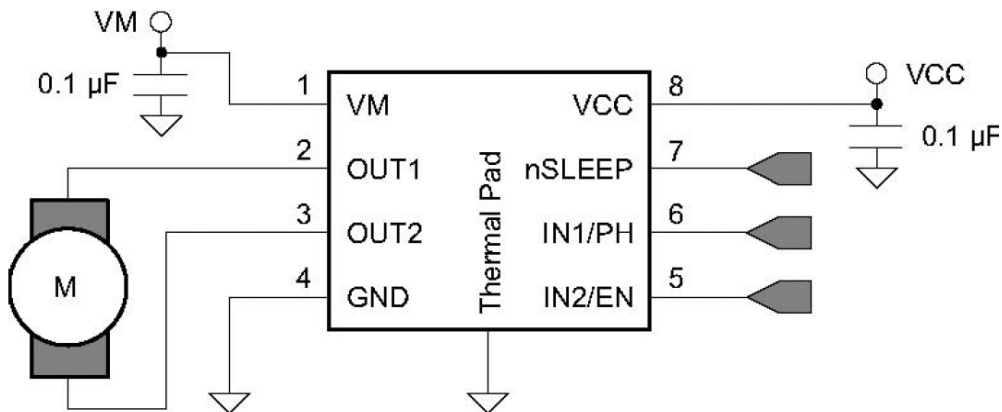 VM
0.1 µF
VCC
0.1 µF
1
VM
VCC
8
2
OUT1
nSLEEP
7
3
OUT2
IN1/PH
6
4
GND
IN2/EN
5
Thermal Pad
M